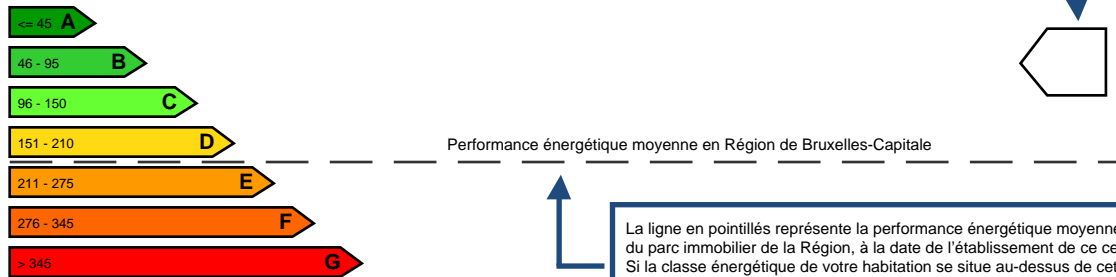 <= 45 A
46 - 95 B
96 - 150 C
151 - 210 D
Performance énergétique moyenne en Région de Bruxelles-Capitale
211 - 275 E
276 - 345 F
> 345 G
La ligne en pointillés représente la performance énergétique moyenne
du parc immobilier de la Région, à la date de l'établissement de ce
Si la classe énergétique de votre habitation se situe au-dessus de